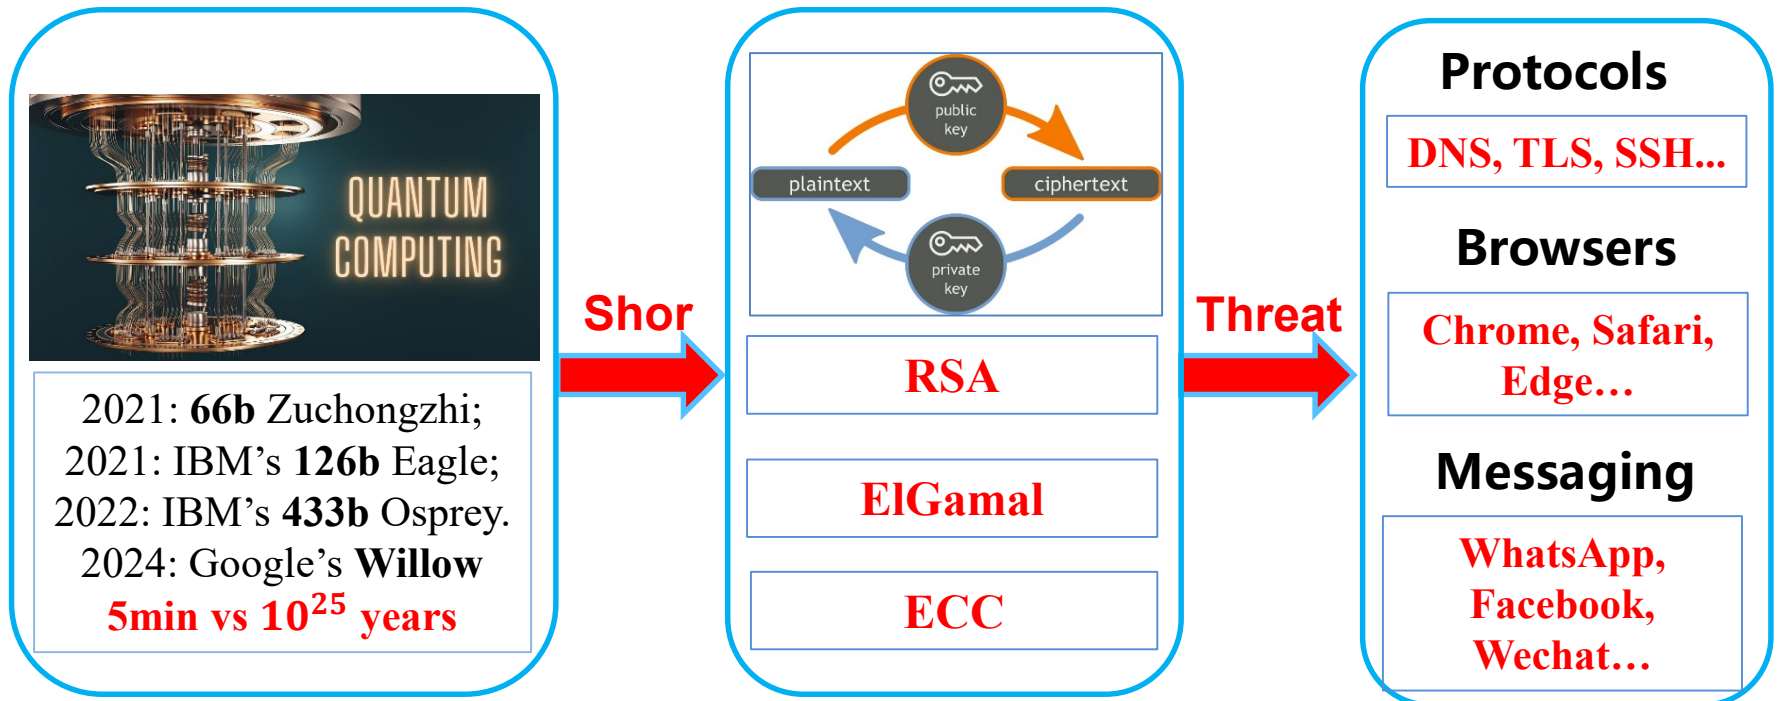 QUANTUM
COMPUTING
2021: 66b Zuchongzhi;
2021: IBM's 126b Eagle;
2022: IBM's 433b Osprey.
2024: Google's Willow
5min vs 10²⁵ years
Shor
public
key
plaintext
ciphertext
private
key
RSA
ElGamal
ECC
Threat
Protocols
DNS, TLS, SSH...
Browsers
Chrome, Safari,
Edge…
Messaging
WhatsApp,
Facebook,
Wechat…